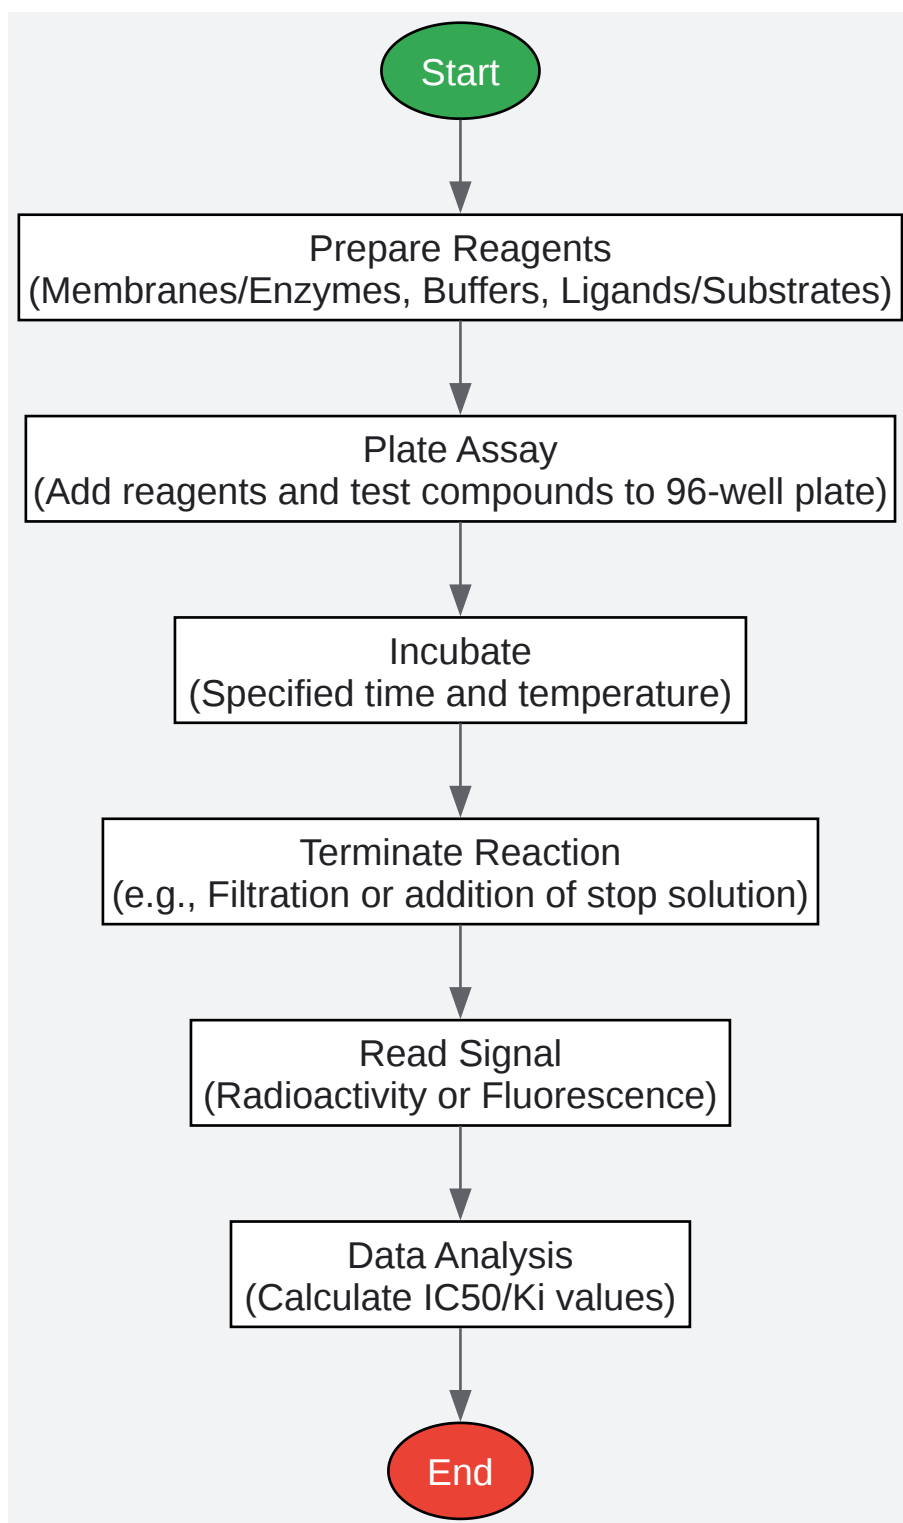 Start
Prepare Reagents
(Membranes/Enzymes, Buffers, Ligands/Substrates)
Plate Assay
(Add reagents and test compounds to 96-well plate)
Incubate
(Specified time and temperature)
Terminate Reaction
(e.g., Filtration or addition of stop solution)
Read Signal
(Radioactivity or Fluorescence)
Data Analysis
(Calculate IC50/Ki values)
End